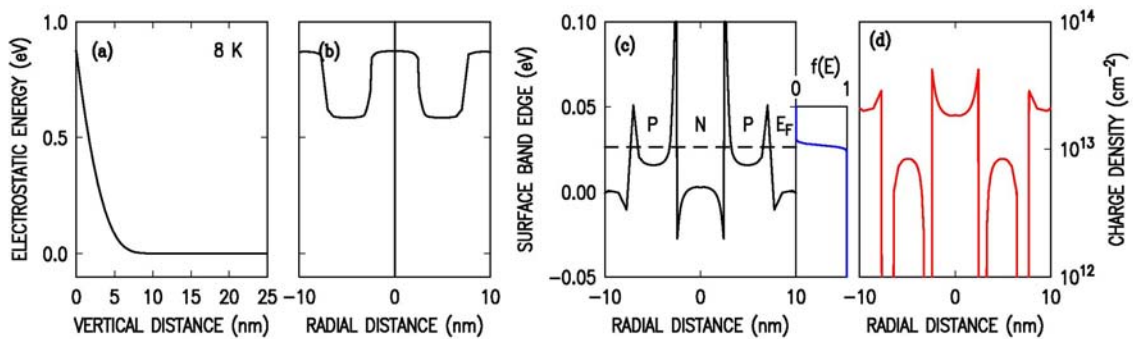 ELECTROSTATIC ENERGY (eV)
1.0
0.5
0.0
(a)
8 K
0 5 10 15 20 25
VERTICAL DISTANCE (nm)
(b)
−10 0 10
RADIAL DISTANCE (nm)
SURFACE BAND EDGE (eV)
0.10
0.05
0.00
−0.05
(c)
P N P E_F
−10 0 10
RADIAL DISTANCE (nm)
f(E)
0 1
(d)
−10 0 10
RADIAL DISTANCE (nm)
10^14
10^13
10^12
CHARGE DENSITY (cm^-2)